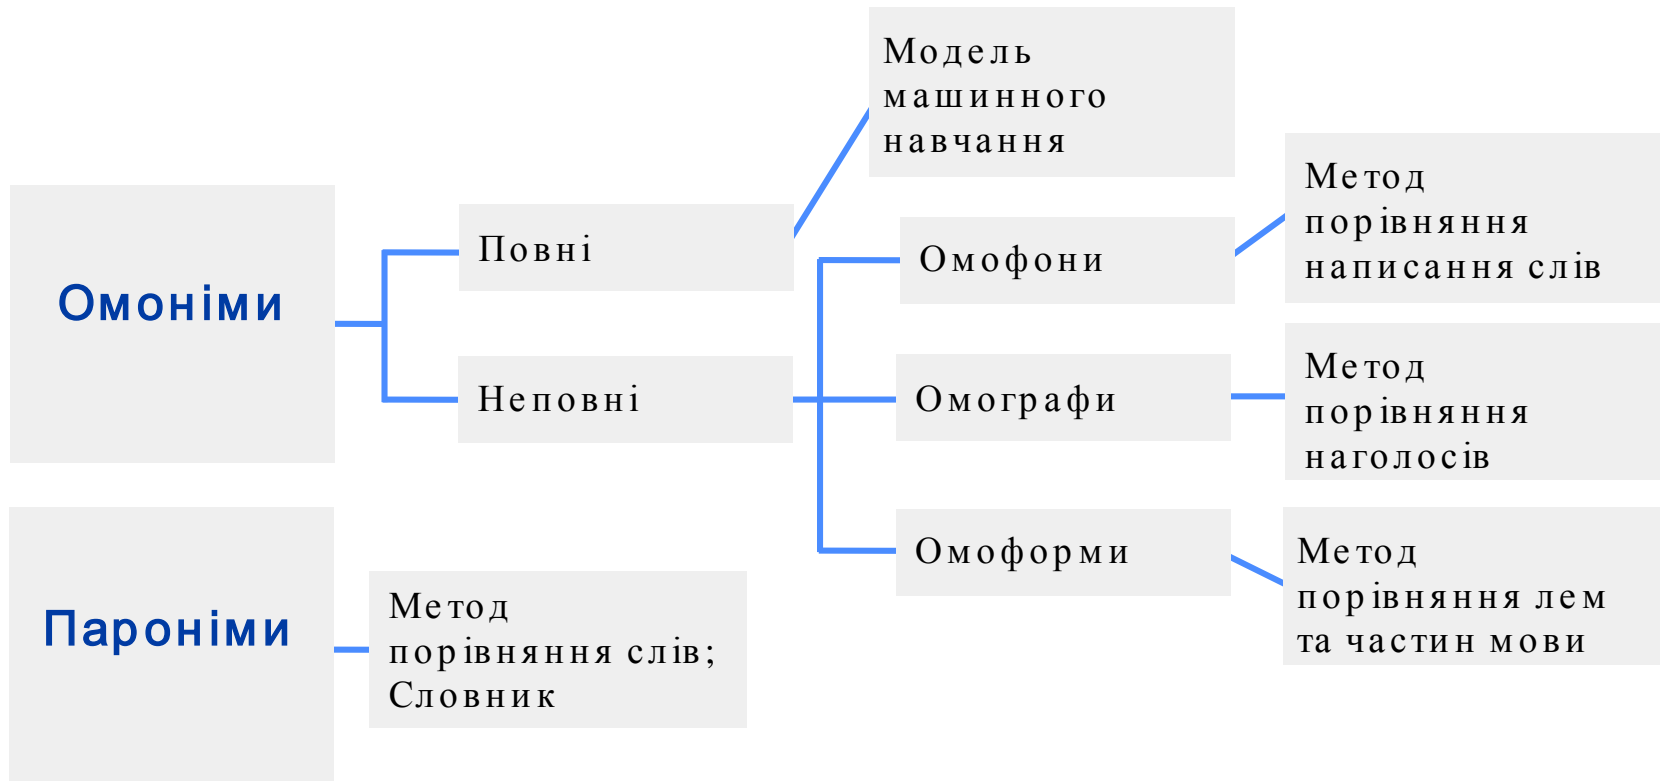 Омоніми
Повні
Модель
машинного
навчання
Неповні
Омофони
Метод
порівняння
написання слів
Омографи
Метод
порівняння
наголосів
Омоформи
Метод
порівняння лем
та частин мови
Пароніми
Метод
порівняння слів;
Словник